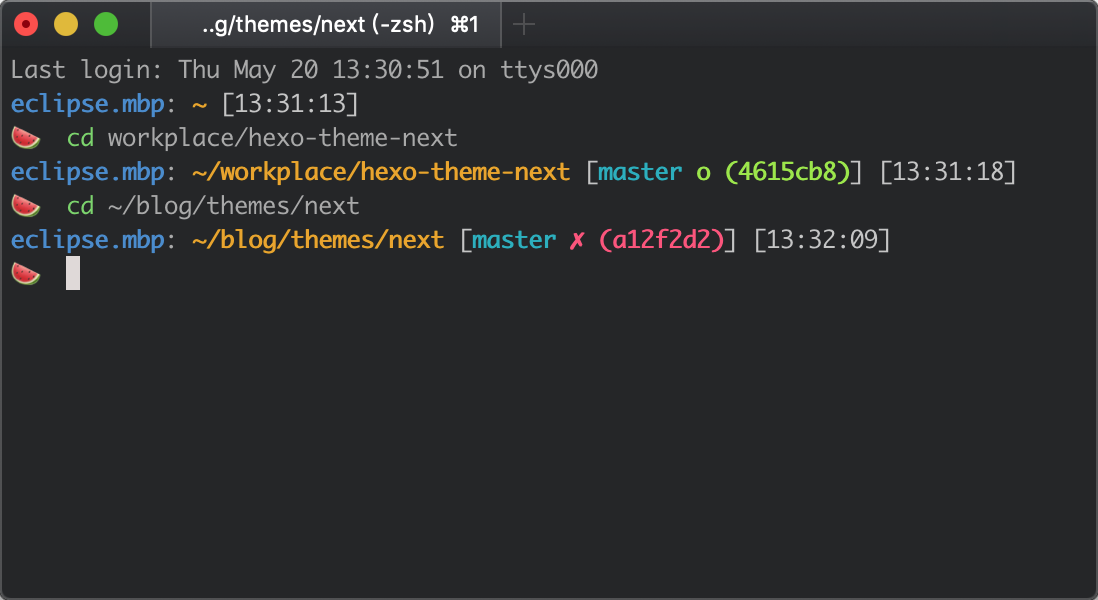 ..g/themes/next (-zsh) ⌘1
Last login: Thu May 20 13:30:51 on ttys000
eclipse.mbp: ~ [13:31:13]
🍉 cd workplace/hexo-theme-next
eclipse.mbp: ~/workplace/hexo-theme-next [master o (4615cb8)] [13:31:18]
🍉 cd ~/blog/themes/next
eclipse.mbp: ~/blog/themes/next [master ✗ (a12f2d2)] [13:32:09]
🍉